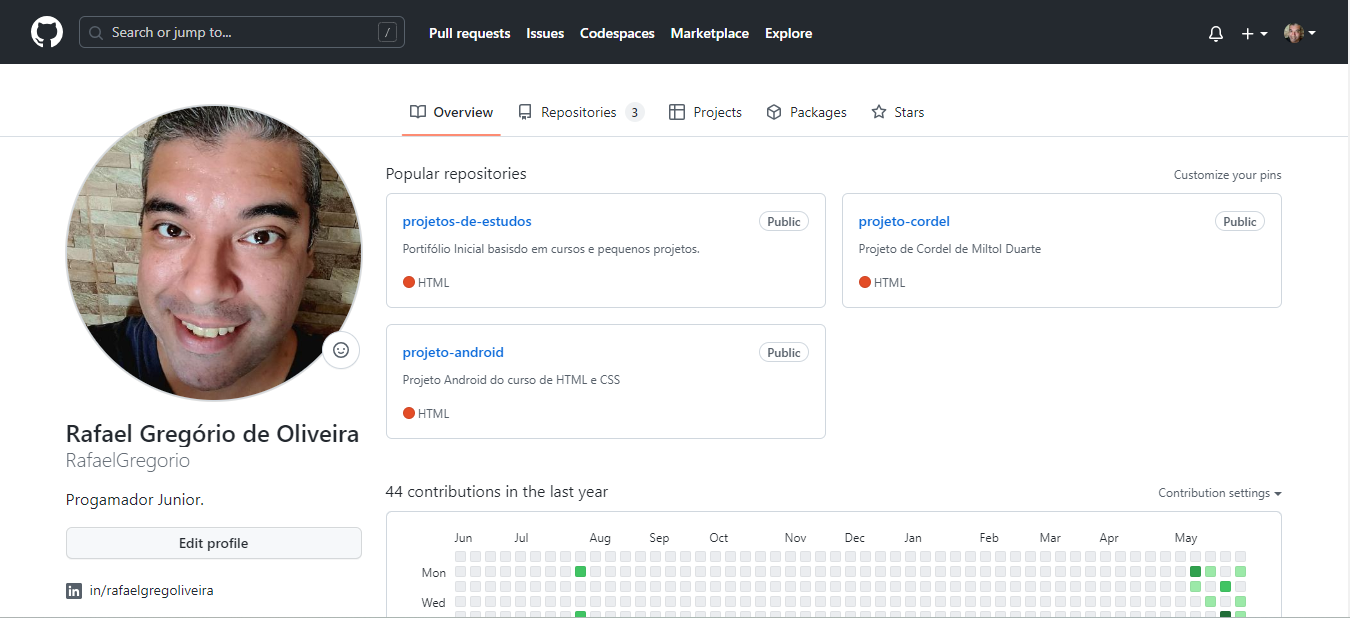 Search or jump to... /
Pull requests Issues Codespaces Marketplace Explore
Overview Repositories 3 Projects Packages Stars
Popular repositories
Customize your pins
projetos-de-estudos Public
Portifólio Inicial basisdo em cursos e pequenos projetos.
HTML
projeto-cordel Public
Projeto de Cordel de Miltol Duarte
HTML
projeto-android Public
Projeto Android do curso de HTML e CSS
HTML
Rafael Gregório de Oliveira
RafaelGregorio
Progamador Junior.
Edit profile
in/rafaelgregoliveira
44 contributions in the last year
Contribution settings
Jun Jul Aug Sep Oct Nov Dec Jan Feb Mar Apr May
Mon
Wed